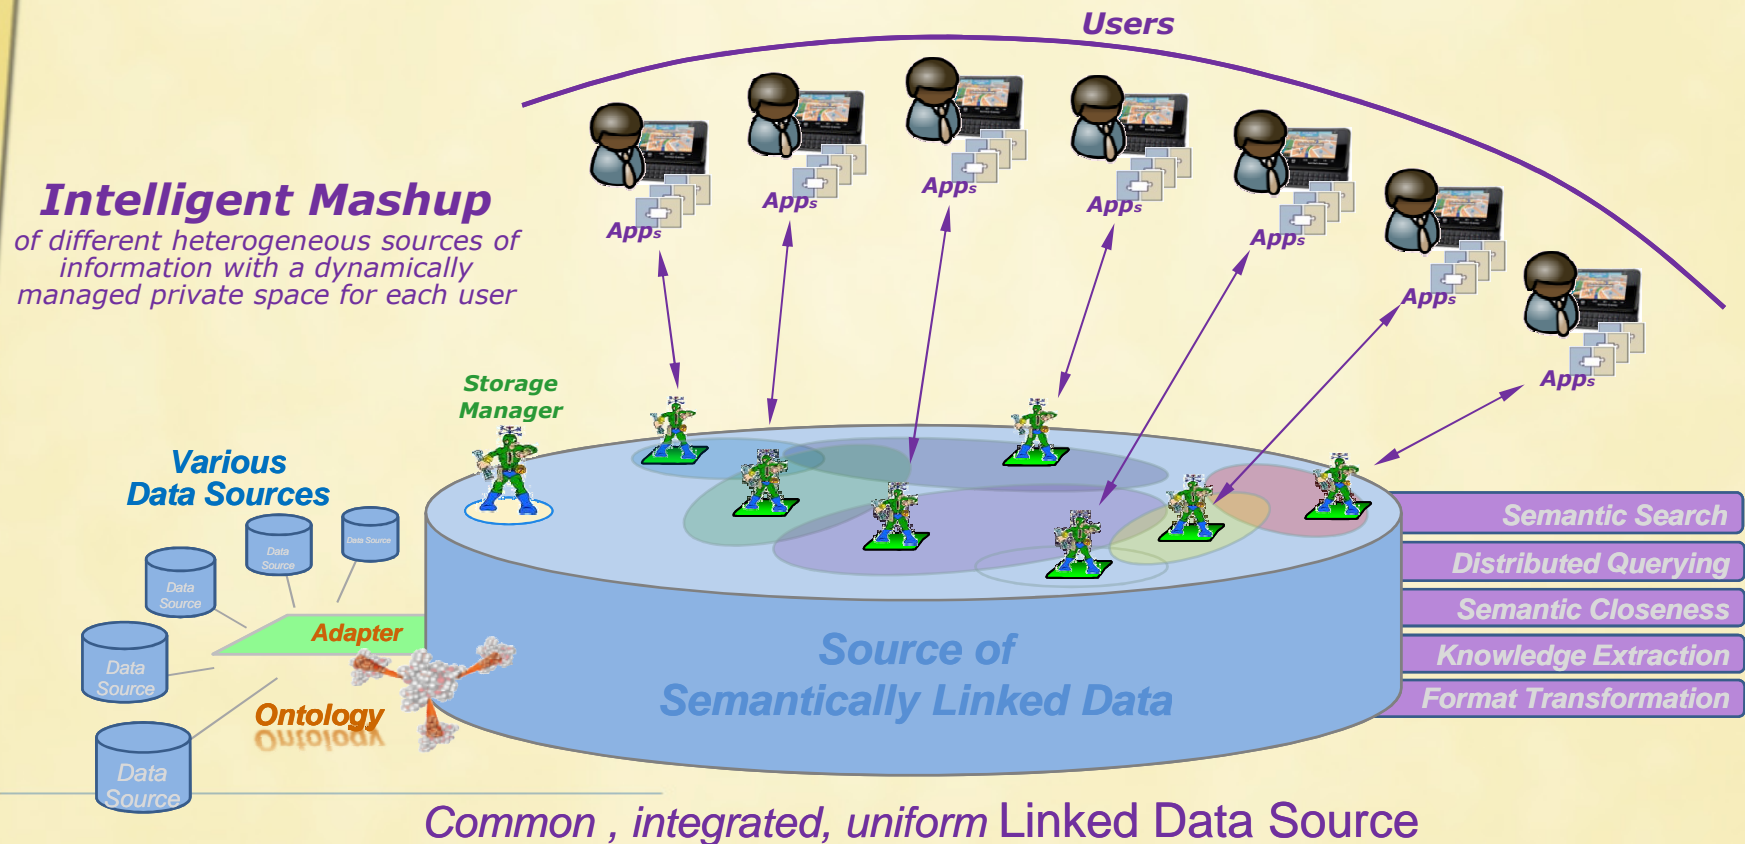 Users
Intelligent Mashup
of different heterogeneous sources of
information with a dynamically
managed private space for each user
Apps
Apps
Apps
Apps
Apps
Apps
Apps
Storage
Manager
Various
Data Sources
Data Source
Data
Source
Data
Source
Data
Source
Data
Source
Adapter
Ontology
Source of
Semantically Linked Data
Semantic Search
Distributed Querying
Semantic Closeness
Knowledge Extraction
Format Transformation
Common , integrated, uniform Linked Data Source